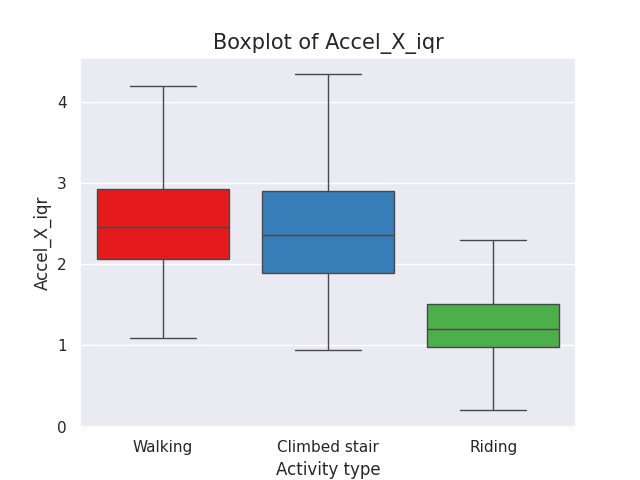 Boxplot of Accel_X_iqr
4
3
2
1
0
Accel_X_iqr
Walking
Climbed stair
Riding
Activity type